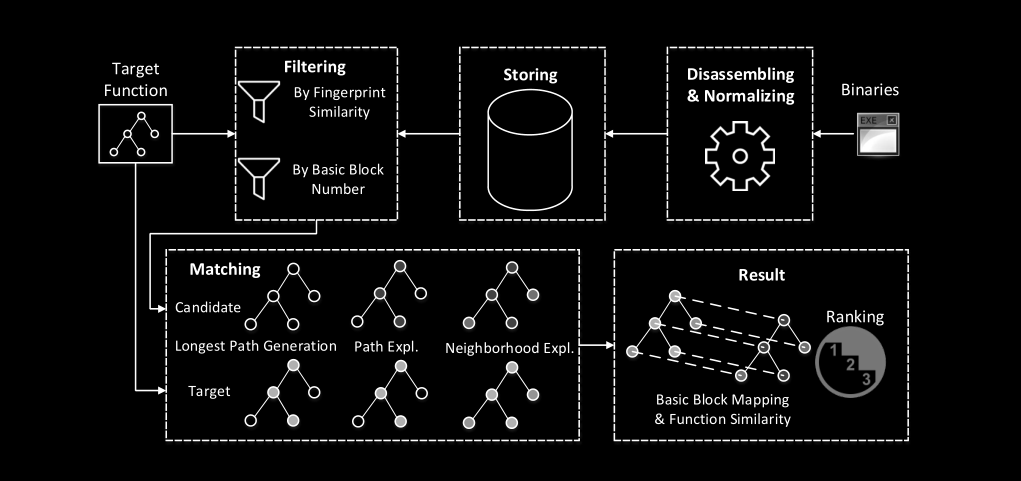 Target
Function
Filtering
By Fingerprint
Similarity
By Basic Block
Number
Storing
Disassembling
& Normalizing
Binaries
EXE
Matching
Candidate
Longest Path Generation
Path Expl.
Neighborhood Expl.
Target
Result
Ranking
1
2
3
Basic Block Mapping
& Function Similarity